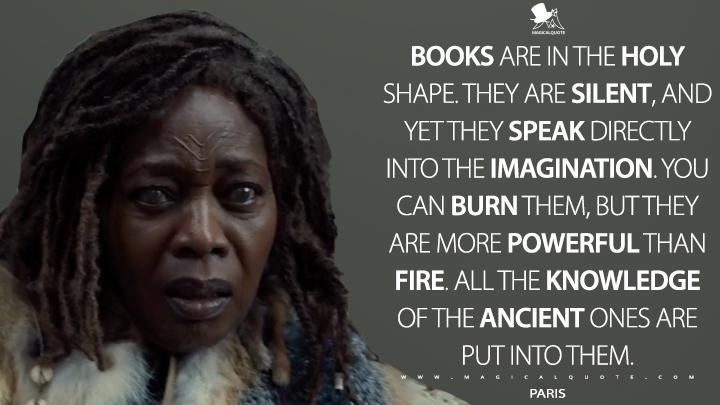 MAGICALQUOTE
BOOKS ARE IN THE HOLY
SHAPE. THEY ARE SILENT, AND
YET THEY SPEAK DIRECTLY
INTO THE IMAGINATION. YOU
CAN BURN THEM, BUT THEY
ARE MORE POWERFUL THAN
FIRE. ALL THE KNOWLEDGE
OF THE ANCIENT ONES ARE
PUT INTO THEM.
WWW.MAGICALQUOTE.COM
PARIS